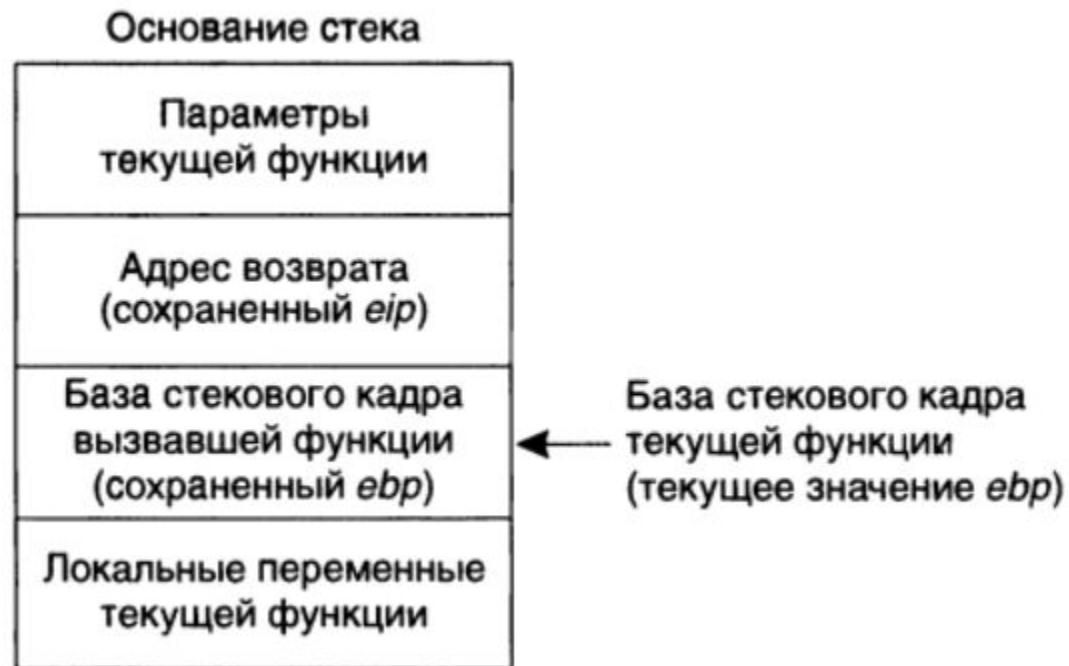 Основание стека
Параметры
текущей функции
Адрес возврата
(сохраненный eip)
База стекового кадра
вызвавшей функции
(сохраненный ebp)
База стекового кадра
текущей функции
(текущее значение ebp)
Локальные переменные
текущей функции